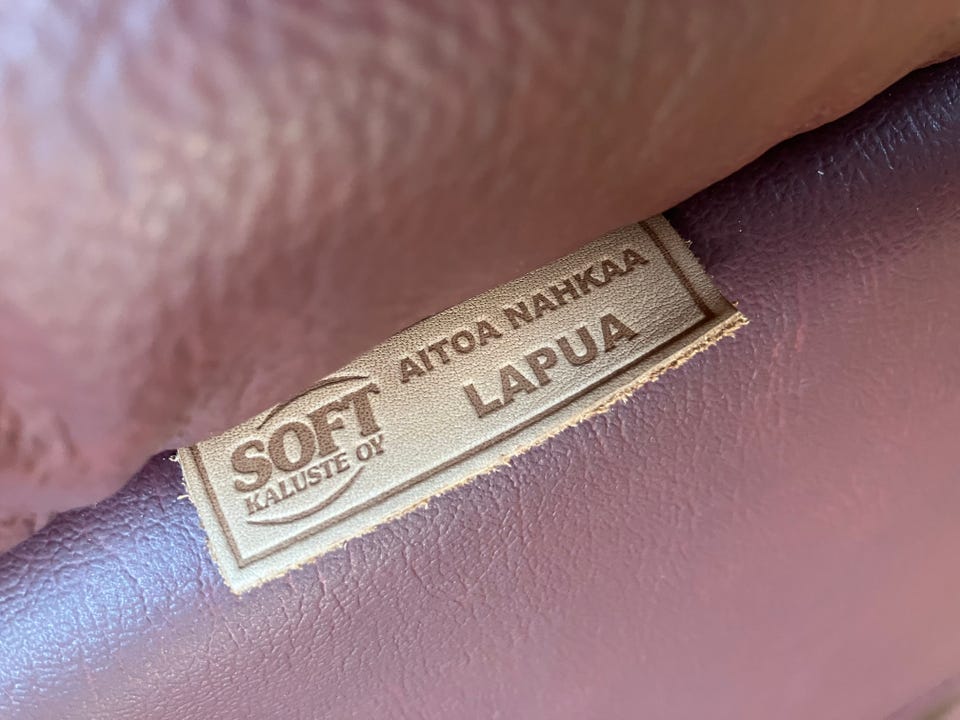 SOFT
KALUSTE OY
AITOA NAHKAA
LAPUA